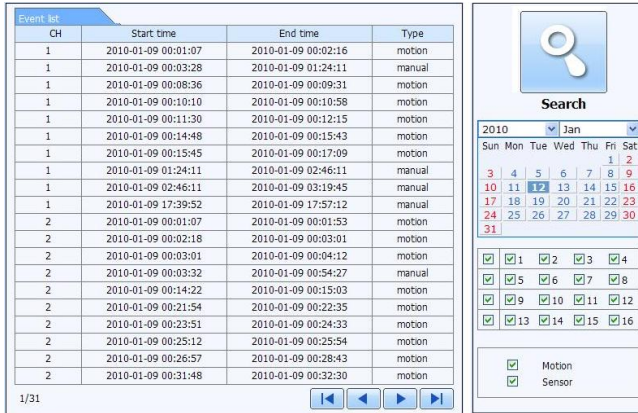 Event list
CH Start time End time Type
1 2010-01-09 00:01:07 2010-01-09 00:02:16 motion
1 2010-01-09 00:03:28 2010-01-09 01:24:11 manual
1 2010-01-09 00:08:36 2010-01-09 00:09:31 motion
1 2010-01-09 00:10:10 2010-01-09 00:10:58 motion
1 2010-01-09 00:11:30 2010-01-09 00:12:15 motion
1 2010-01-09 00:14:48 2010-01-09 00:15:43 motion
1 2010-01-09 00:15:45 2010-01-09 00:17:09 motion
1 2010-01-09 01:24:11 2010-01-09 02:46:11 manual
1 2010-01-09 02:46:11 2010-01-09 03:19:45 manual
1 2010-01-09 17:39:52 2010-01-09 17:57:12 manual
2 2010-01-09 00:01:07 2010-01-09 00:01:53 motion
2 2010-01-09 00:02:18 2010-01-09 00:03:01 motion
2 2010-01-09 00:03:01 2010-01-09 00:04:12 motion
2 2010-01-09 00:03:32 2010-01-09 00:54:27 manual
2 2010-01-09 00:14:22 2010-01-09 00:15:03 motion
2 2010-01-09 00:21:54 2010-01-09 00:22:35 motion
2 2010-01-09 00:23:51 2010-01-09 00:24:33 motion
2 2010-01-09 00:25:12 2010-01-09 00:25:54 motion
2 2010-01-09 00:26:57 2010-01-09 00:28:43 motion
2 2010-01-09 00:31:48 2010-01-09 00:32:30 motion
1/31
Search
2010 Jan
Sun Mon Tue Wed Thu Fri Sat
1 2
3 4 5 6 7 8 9
10 11 12 13 14 15 16
17 18 19 20 21 22 23
24 25 26 27 28 29 30
31
1 2 3 4
5 6 7 8
9 10 11 12
13 14 15 16
Motion
Sensor